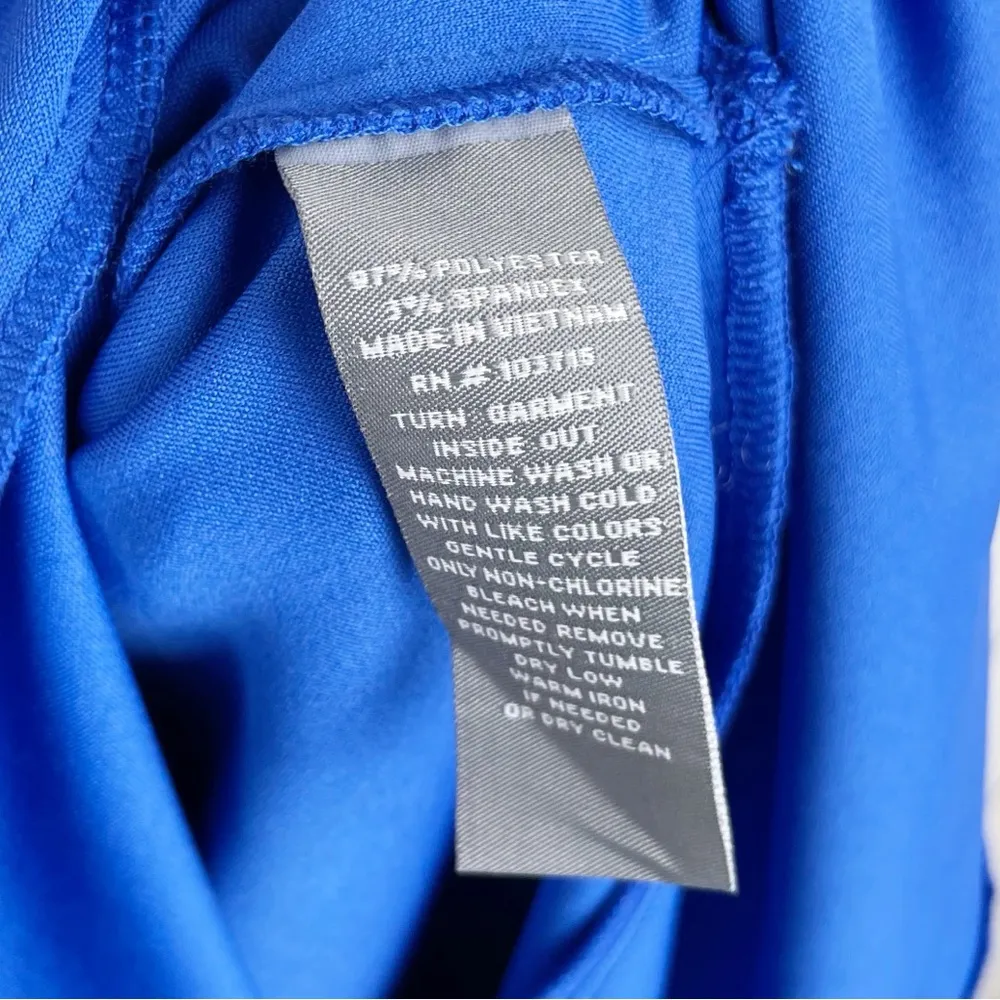 97% POLYESTER
3% SPANDEX
MADE IN VIETNAM
RN # 103715
TURN GARMENT
INSIDE OUT
MACHINE WASH OR
HAND WASH COLD
WITH LIKE COLORS
GENTLE CYCLE
ONLY NON-CHLORINE
BLEACH WHEN
NEEDED REMOVE
PROMPTLY TUMBLE
DRY LOW
WARM IRON
IF NEEDED
OR DRY CLEAN